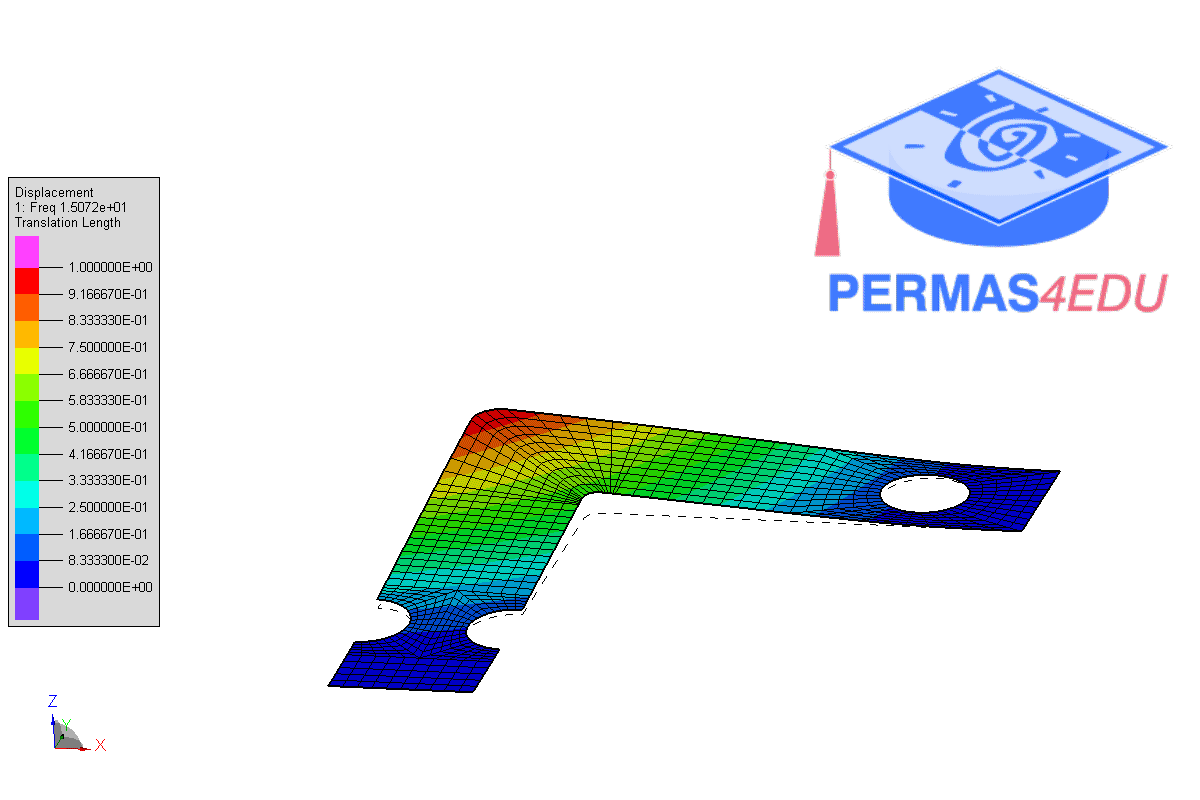 Displacement
1: Freq 1.5072e+01
Translation Length
1.000000E+00
9.166670E-01
8.333330E-01
7.500000E-01
6.666670E-01
5.833330E-01
5.000000E-01
4.166670E-01
3.333330E-01
2.500000E-01
1.666670E-01
8.333300E-02
0.000000E+00
PERMAS4EDU
Z
Y
X